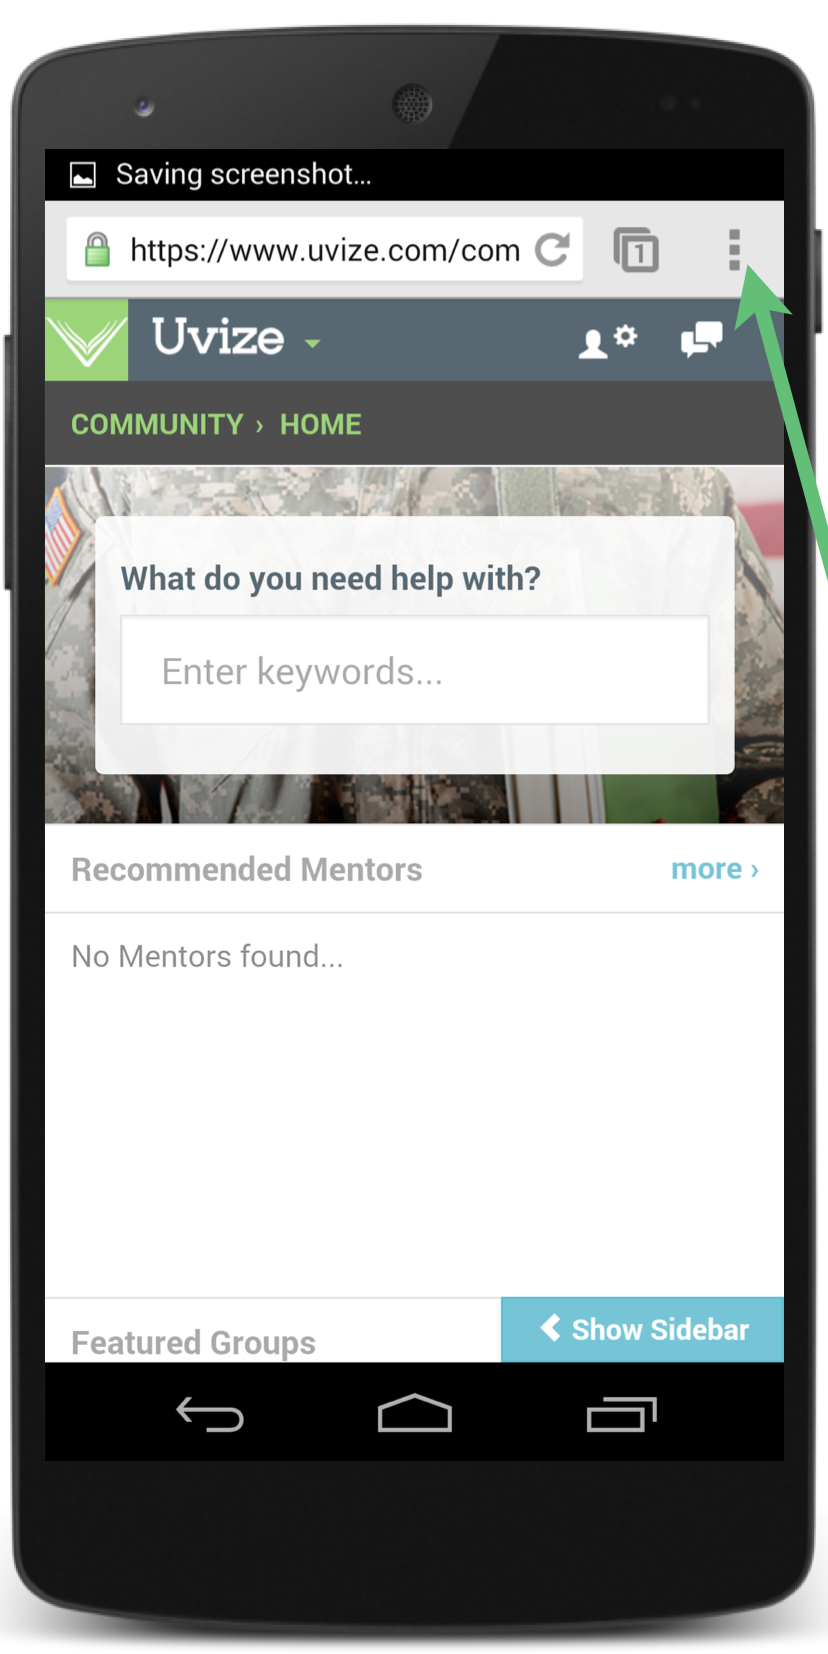 Saving screenshot...
https://www.uvize.com/com
1
Uvize
COMMUNITY › HOME
What do you need help with?
Enter keywords...
Recommended Mentors more ›
No Mentors found...
Featured Groups Show Sidebar